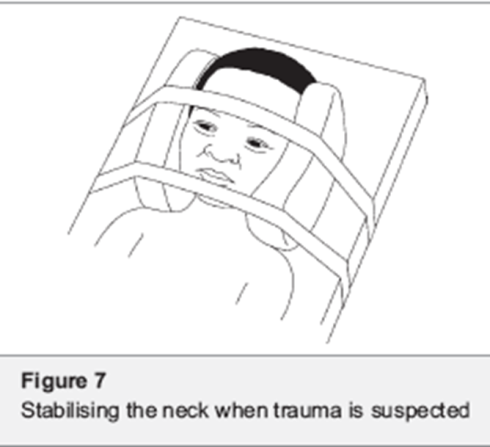 Figure 7
Stabilising the neck when trauma is suspected